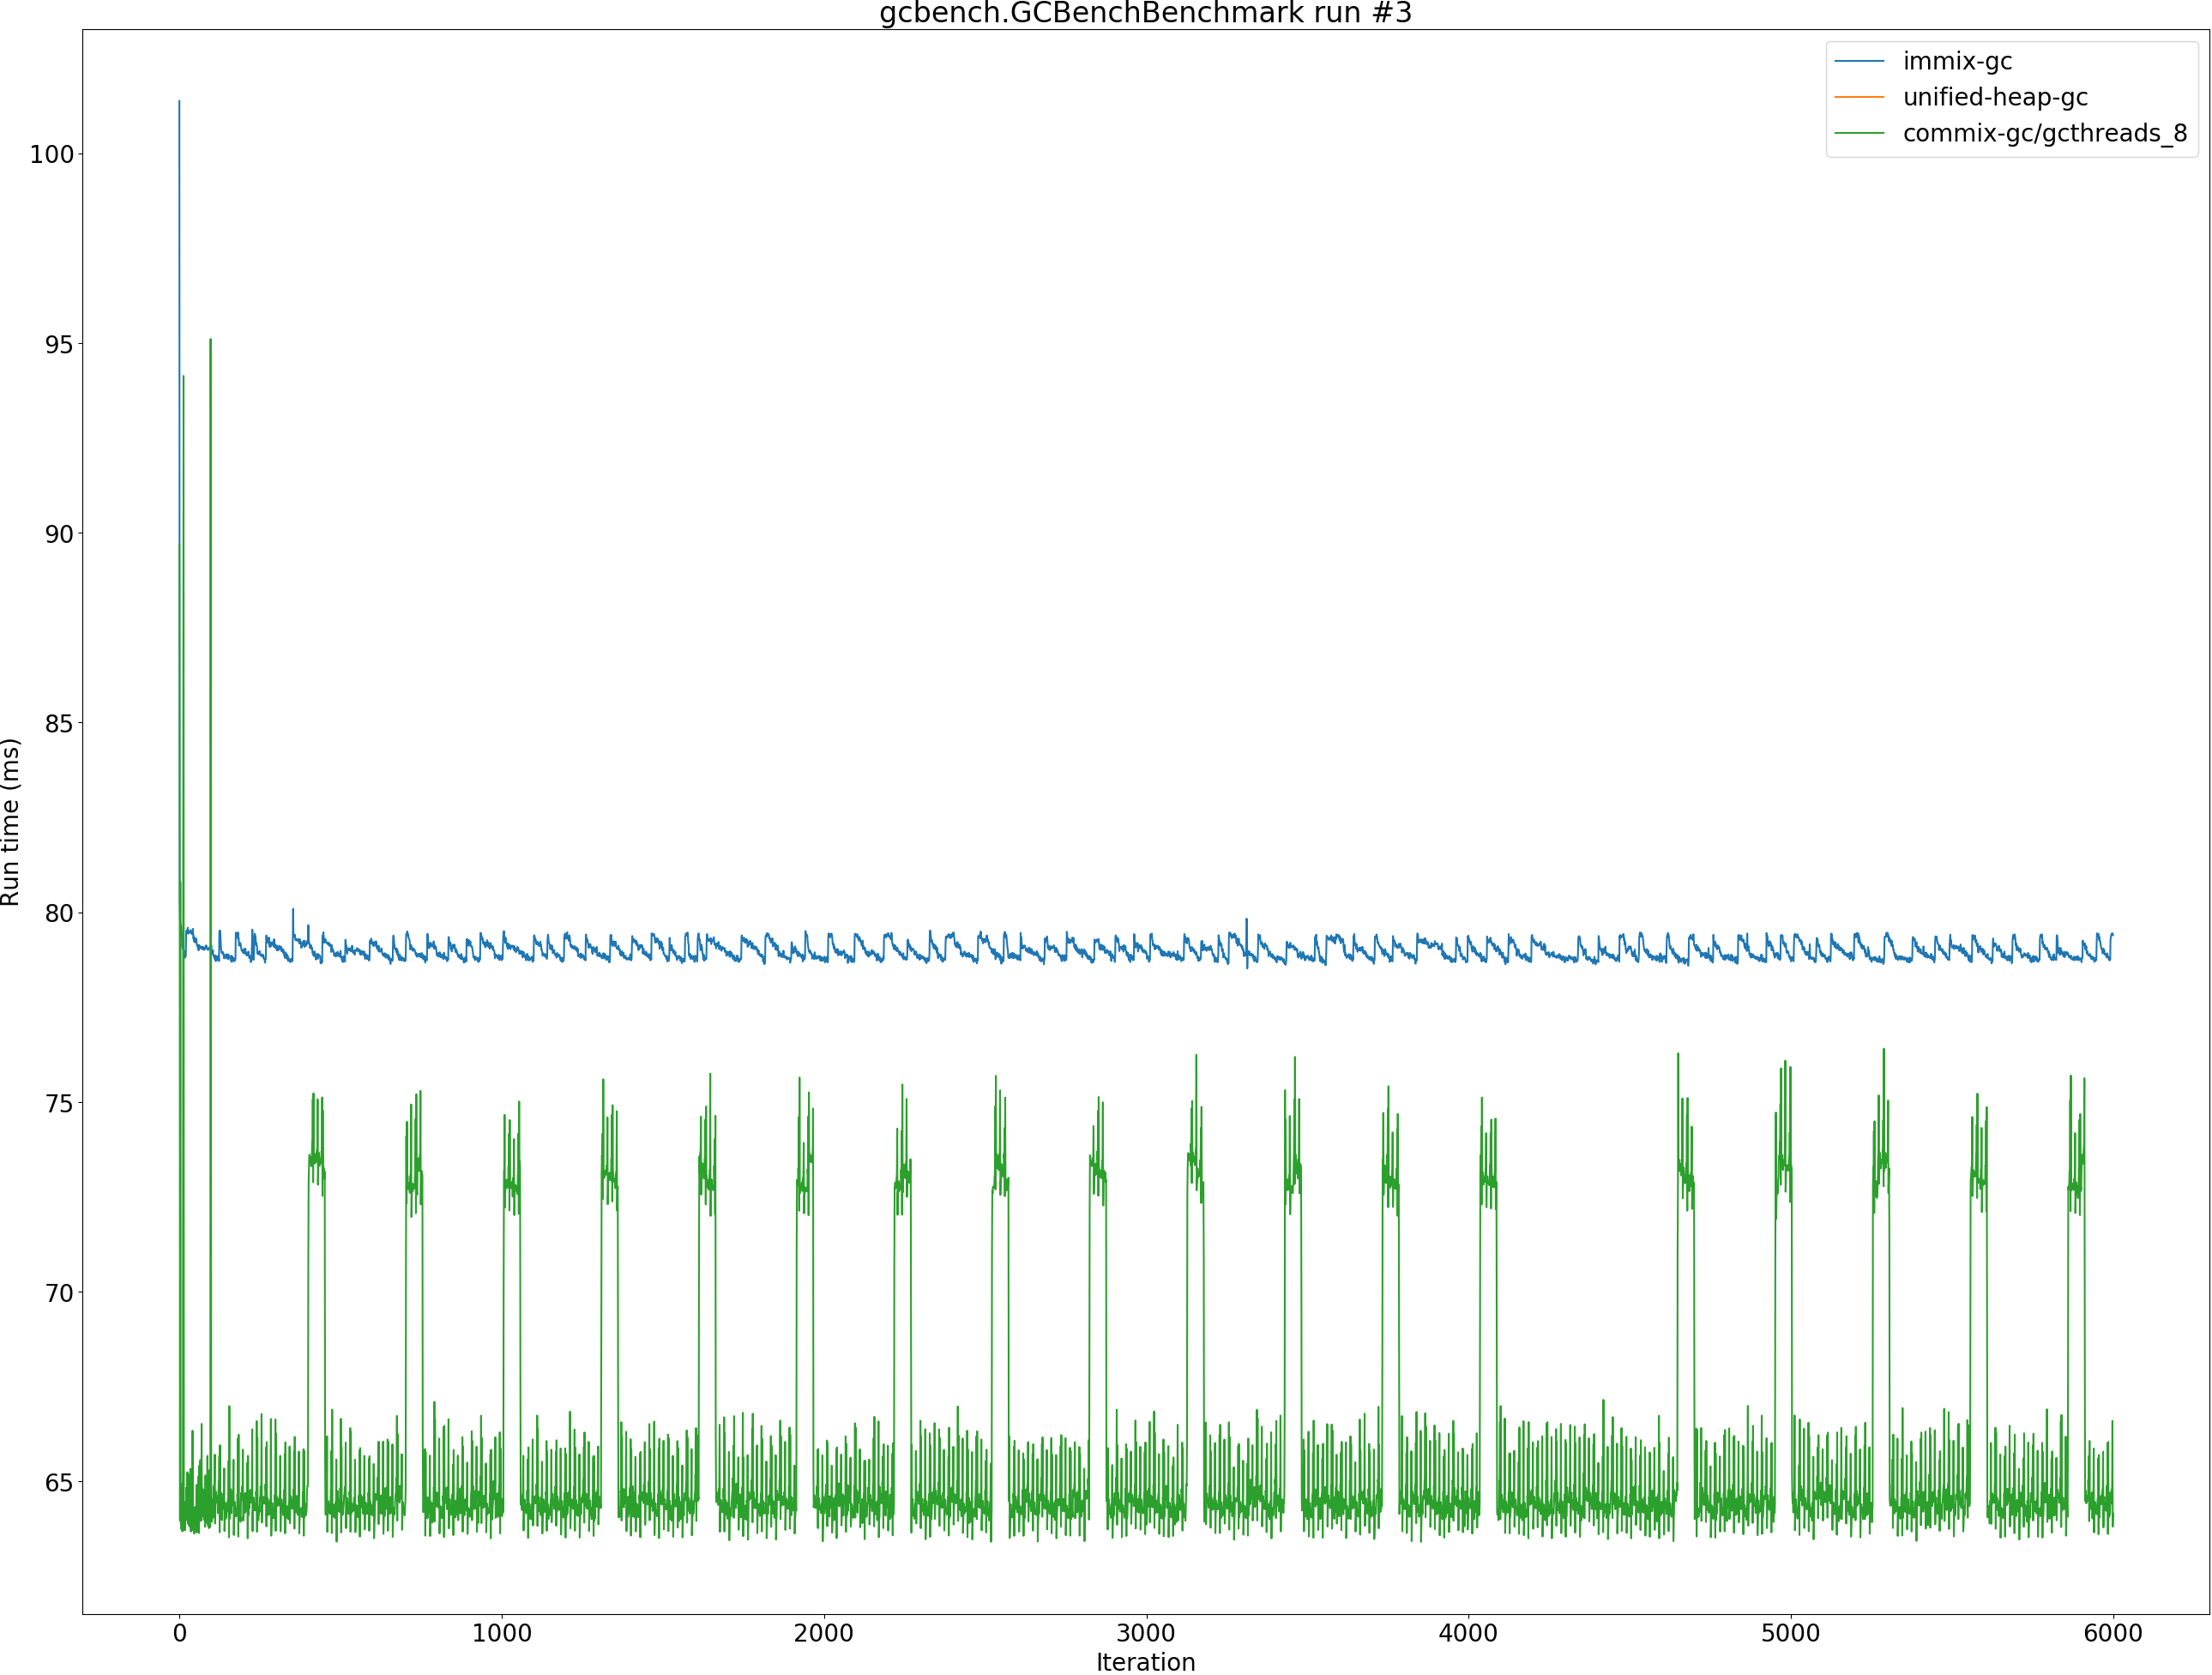 gcbench.GCBenchBenchmark run #3
immix-gc
unified-heap-gc
commix-gc/gcthreads_8
Run time (ms)
100
95
90
85
80
75
70
65
0 1000 2000 3000 4000 5000 6000
Iteration